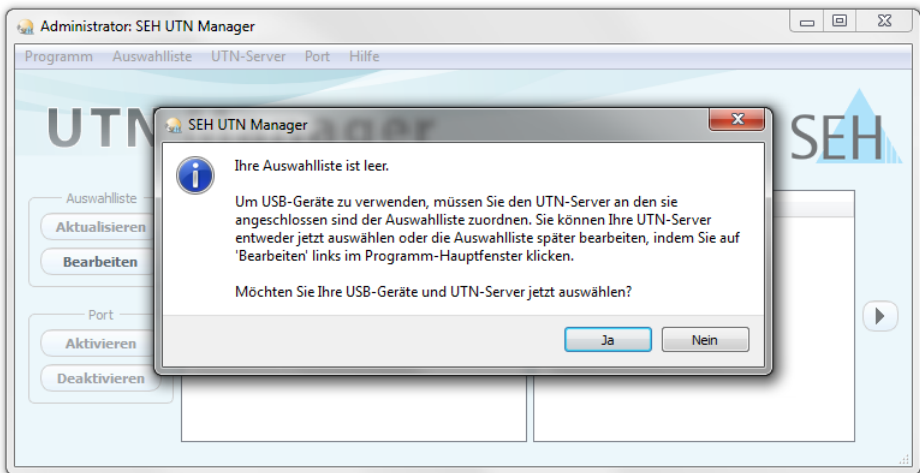 Administrator: SEH UTN Manager
Programm Auswahlliste UTN-Server Port Hilfe
UTN Manager
SEH
SEH UTN Manager
Ihre Auswahlliste ist leer.
Um USB-Geräte zu verwenden, müssen Sie den UTN-Server an den sie
angeschlossen sind der Auswahlliste zuordnen. Sie können Ihre UTN-Server
entweder jetzt auswählen oder die Auswahlliste später bearbeiten, indem Sie auf
'Bearbeiten' links im Programm-Hauptfenster klicken.
Möchten Sie Ihre USB-Geräte und UTN-Server jetzt auswählen?
Ja Nein
Auswahlliste
Aktualisieren
Bearbeiten
Port
Aktivieren
Deaktivieren